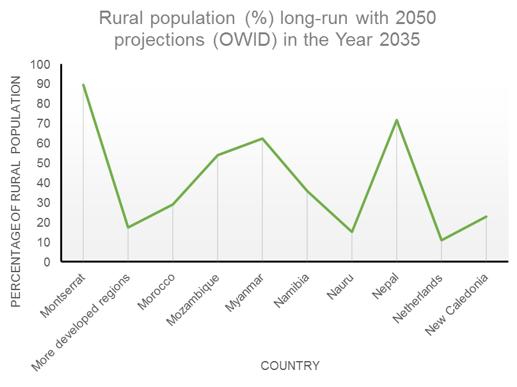 Rural population (%) long-run with 2050
projections (OWID) in the Year 2035
PERCENTAGE OF RURAL POPULATION
100
90
80
70
60
50
40
30
20
10
0
Montserrat
More developed regions
Morocco
Mozambique
Myanmar
Namibia
Nauru
Nepal
Netherlands
New Caledonia
COUNTRY